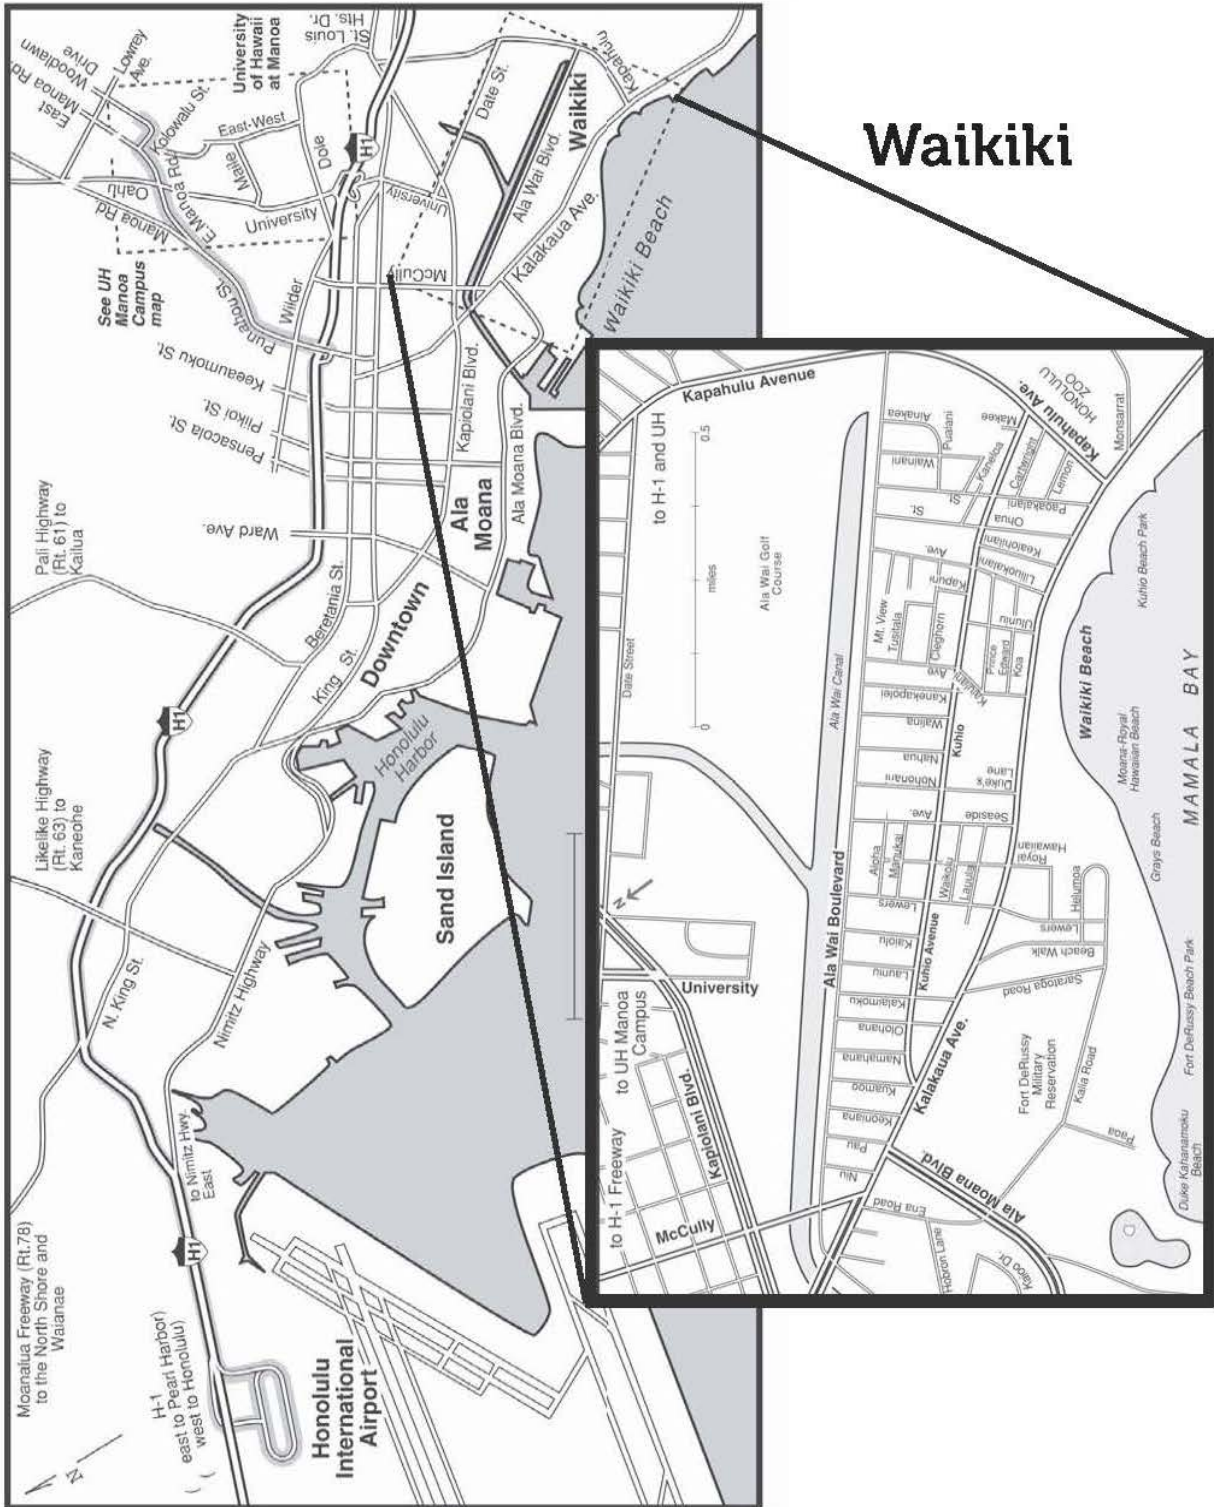 Waikiki
East
Manoa Rd
Woodlawn
Drive
Lowrey
Ave.
Kolowalu St.
University
of Hawaii
at Manoa
St. Louis
Hts. Dr.
East-West
Maile
Dole
H1
Oahu
Manoa Rd.
E.Manoa Rd.
University
University
Date St.
Kapahulu
Waikiki
Ala Wai Blvd.
Kalakaua Ave.
Waikiki Beach
McCully
See UH
Manoa
Campus
map
Punahou St.
Wilder
Keeaumoku St.
Piikoi St.
Pensacola St.
Kapiolani Blvd.
Ala Moana Blvd.
Ala
Moana
Ward Ave.
Pali Highway
(Rt. 61) to
Kailua
Beretania St.
King St.
Downtown
H1
Honolulu
Harbor
Likelike Highway
(Rt. 63) to
Kaneohe
Sand Island
N. King St.
Nimitz Highway
to Nimitz Hwy.
East
H1
Moanalua Freeway (Rt.78)
to the North Shore and
Waianae
H-1
east to Pearl Harbor)
west to Honolulu)
( )
Honolulu
International
Airport
N
Kapahulu Avenue
to H-1 and UH
0.5
miles
0
Ala Wai Golf
Course
Date Street
Ala Wai Canal
Ainakea
Pualani
Wainani
Makee
Kaneloa
Cartwright
Lemon
Kapahulu Ave.
HONOLULU
ZOO
Monsarrat
St
St.
Paoakalani
Ohua
Kealohilani
Liliuokalani
Ave.
Kapuni
Uluniu
Mt. View
Tusitala
Cleghorn
Ave
Prince
Edward
Koa
Kaiulani
Kanekapolei
Walina
Kuhio
Nahua
Nohonani
Duke's
Lane
Ave.
Seaside
Aloha
Manukai
Waikolu
Lauula
Royal
Hawaiian
Helumoa
Lewers
Lewers
Ala Wai Boulevard
Kaiolu
Launiu
Kuhio Avenue
Beach Walk
Saratoga Road
Kalaimoku
Olohana
Namahana
Kuamoo
Keoniana
Pau
Niu
Kalakaua Ave.
Fort DeRussy
Military
Reservation
Kalia Road
Paoa
Ala Moana Blvd.
Ena Road
Hobron Lane
N
University
to UH Manoa
Campus
to H-1 Freeway
Kapiolani Blvd.
McCully
Kuhio Beach Park
Waikiki Beach
Moana-Royal
Hawaiian Beach
MAMALA BAY
Grays Beach
Fort DeRussy Beach Park
Duke Kahanamoku
Beach